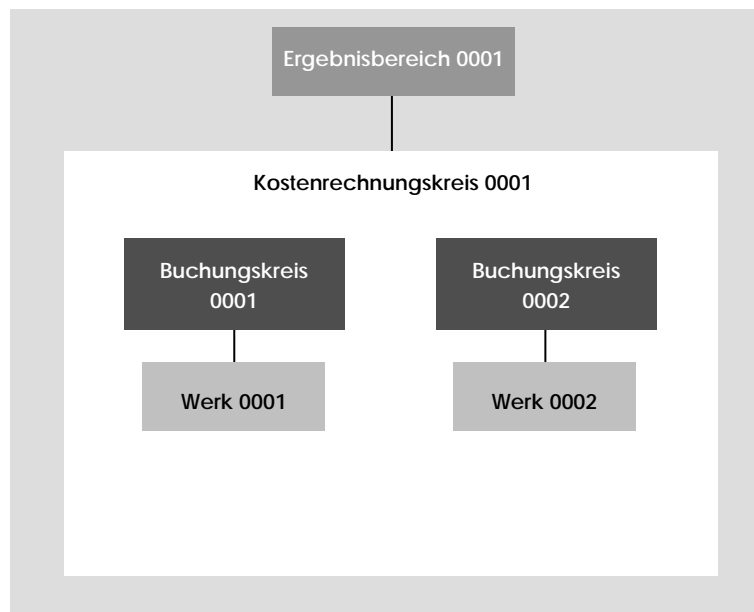 Ergebnisbereich 0001
Kostenrechnungskreis 0001
Buchungskreis
0001
Buchungskreis
0002
Werk 0001
Werk 0002